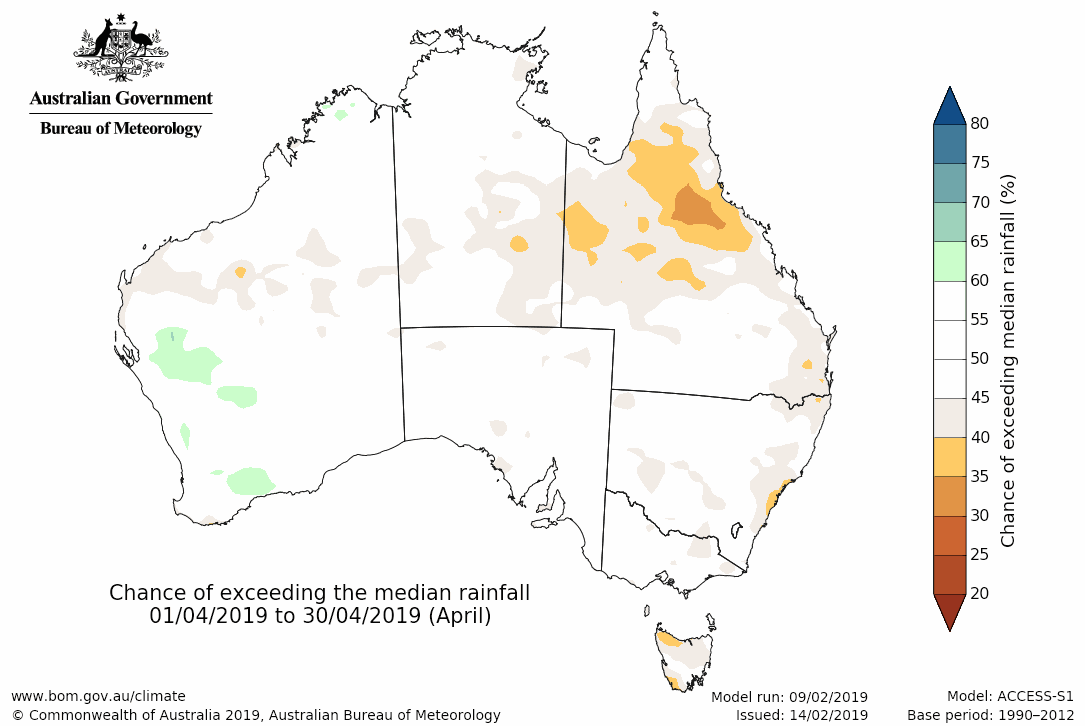 Australian Government
Bureau of Meteorology
80
75
70
65
60
55
50
45
40
35
30
25
20
Chance of exceeding median rainfall (%)
Chance of exceeding the median rainfall
01/04/2019 to 30/04/2019 (April)
www.bom.gov.au/climate
© Commonwealth of Australia 2019, Australian Bureau of Meteorology
Model run: 09/02/2019
Issued: 14/02/2019
Model: ACCESS-S1
Base period: 1990–2012